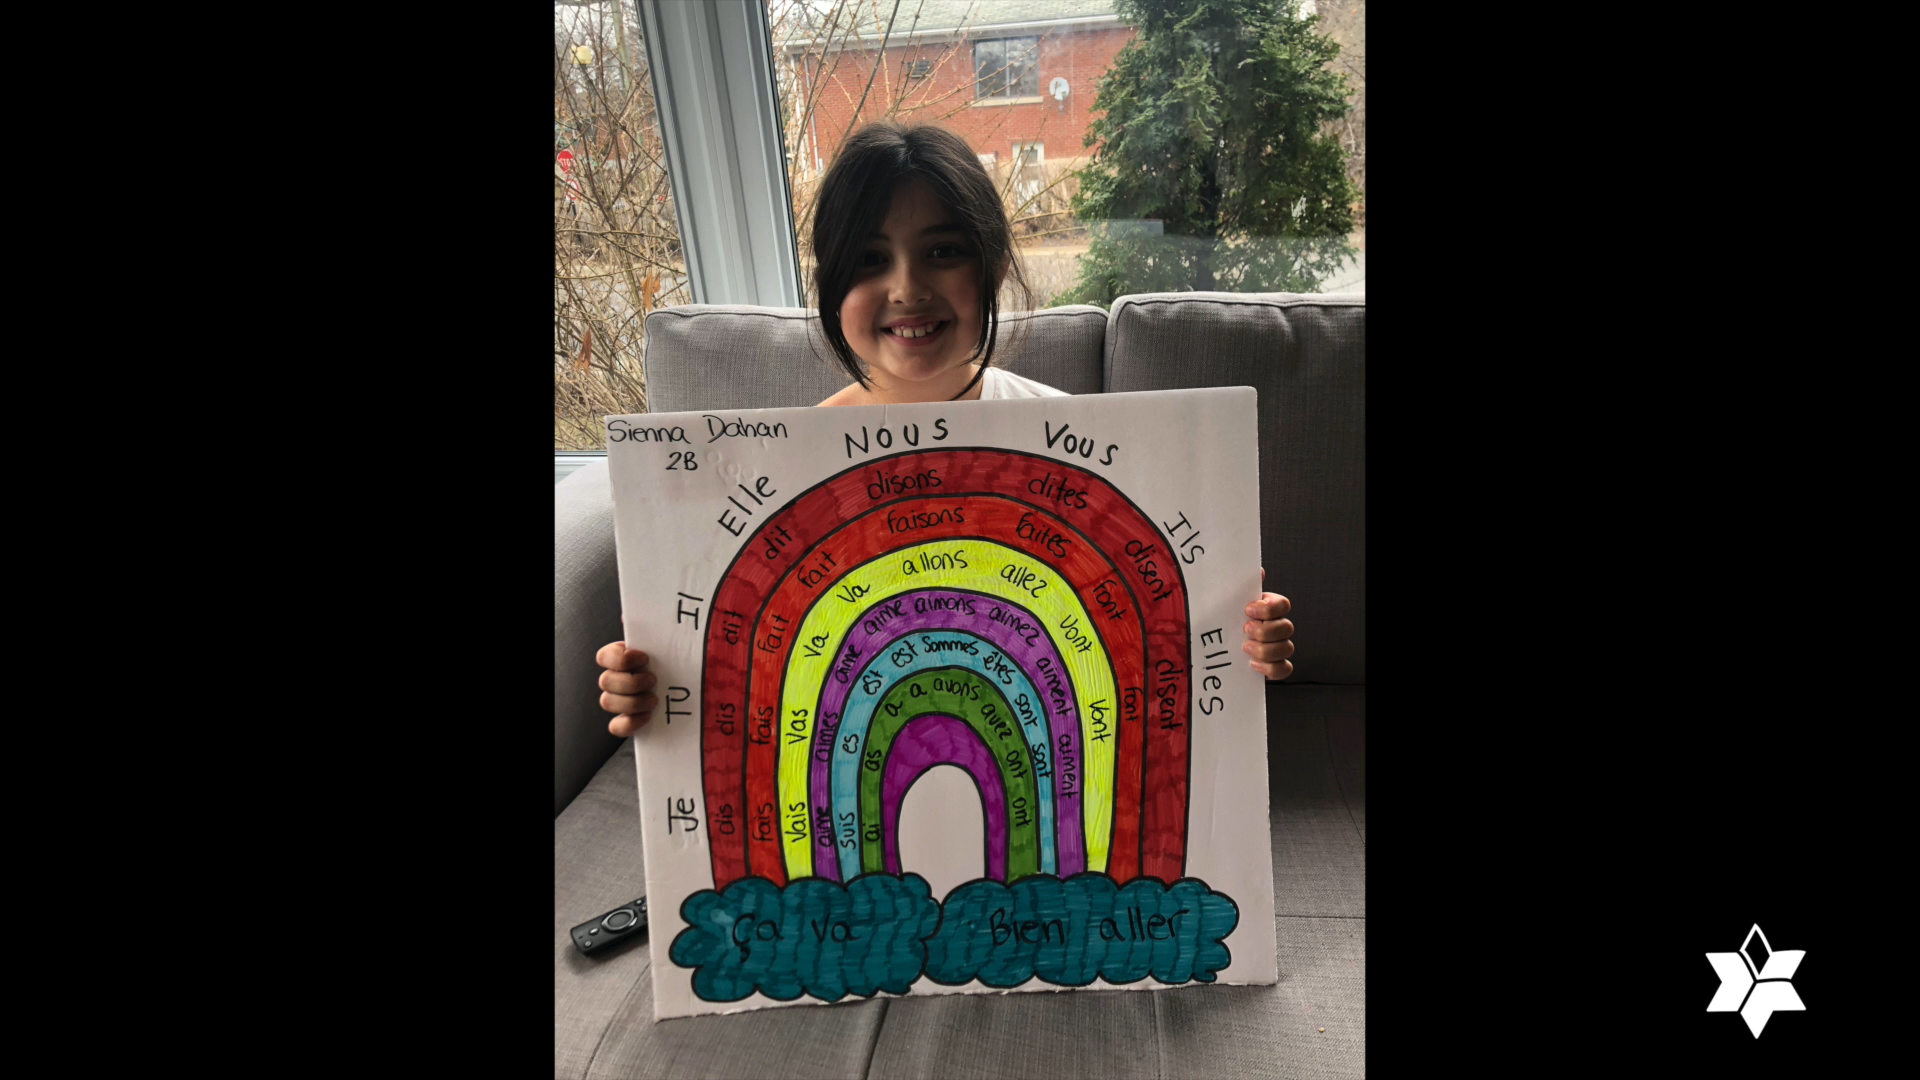 STOP
Sienna Dahan
2B
Je Tu Il Elle Nous Vous Ils Elles
dis dis dit dit disons dites disent disent
fais fais fait fait faisons faites font font
vais vas va va allons allez vont vont
aime aimes aime aime aimons aimez aiment aiment
suis es est est sommes êtes sont sont
ai as a a avons avez ont ont
Ça va Bien aller